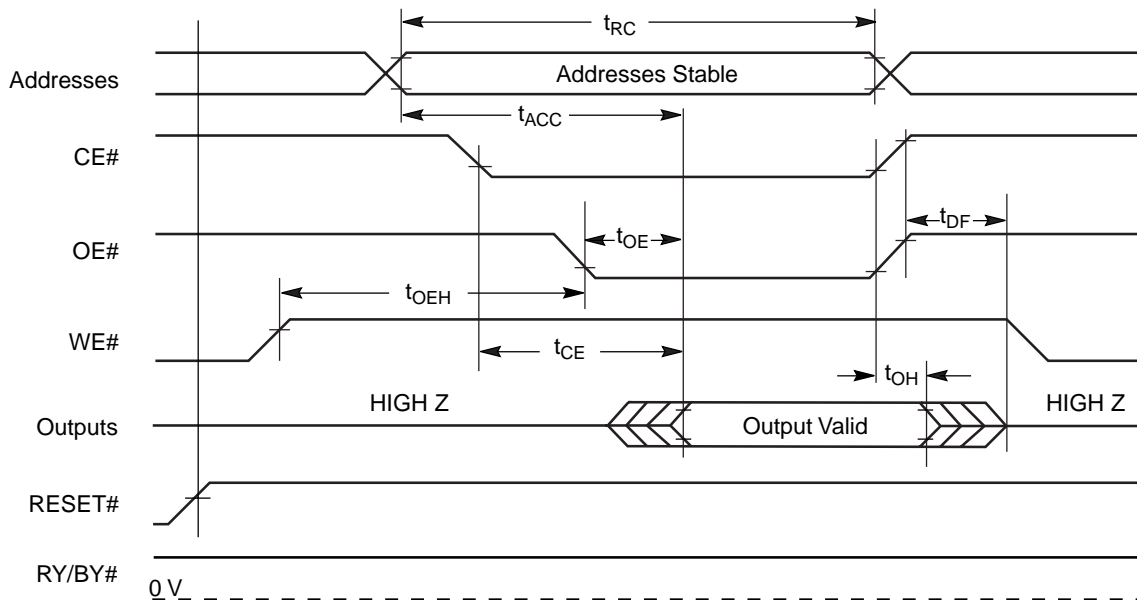 tRC
Addresses
Addresses Stable
tACC
CE#
tDF
OE#
tOE
tOEH
WE#
tCE
tOH
HIGH Z
HIGH Z
Outputs
Output Valid
RESET#
RY/BY#
0 V